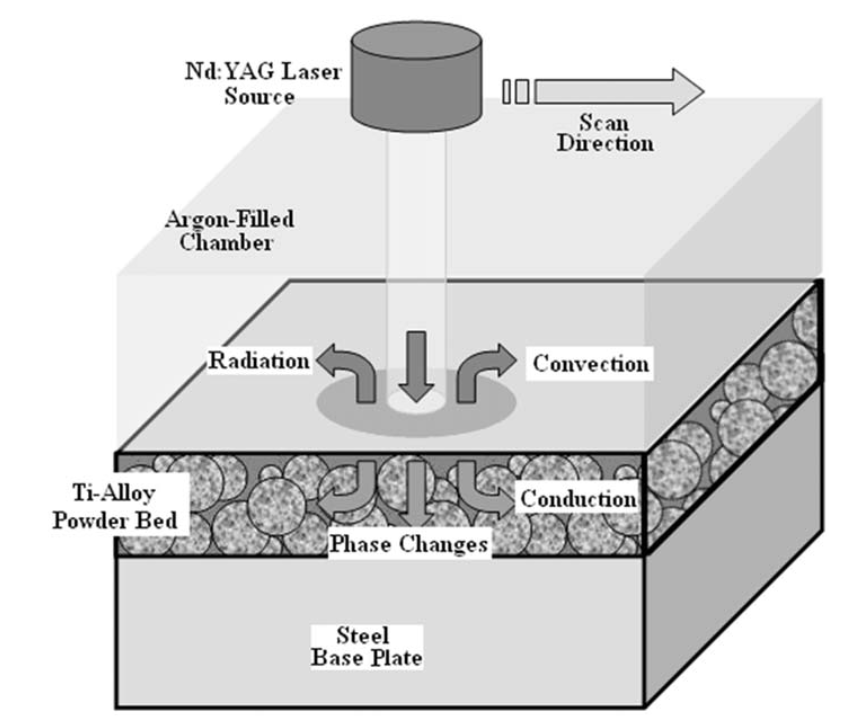 Nd:YAG Laser
Source
Scan
Direction
Argon-Filled
Chamber
Radiation
Convection
Ti-Alloy
Powder Bed
Conduction
Phase Changes
Steel
Base Plate